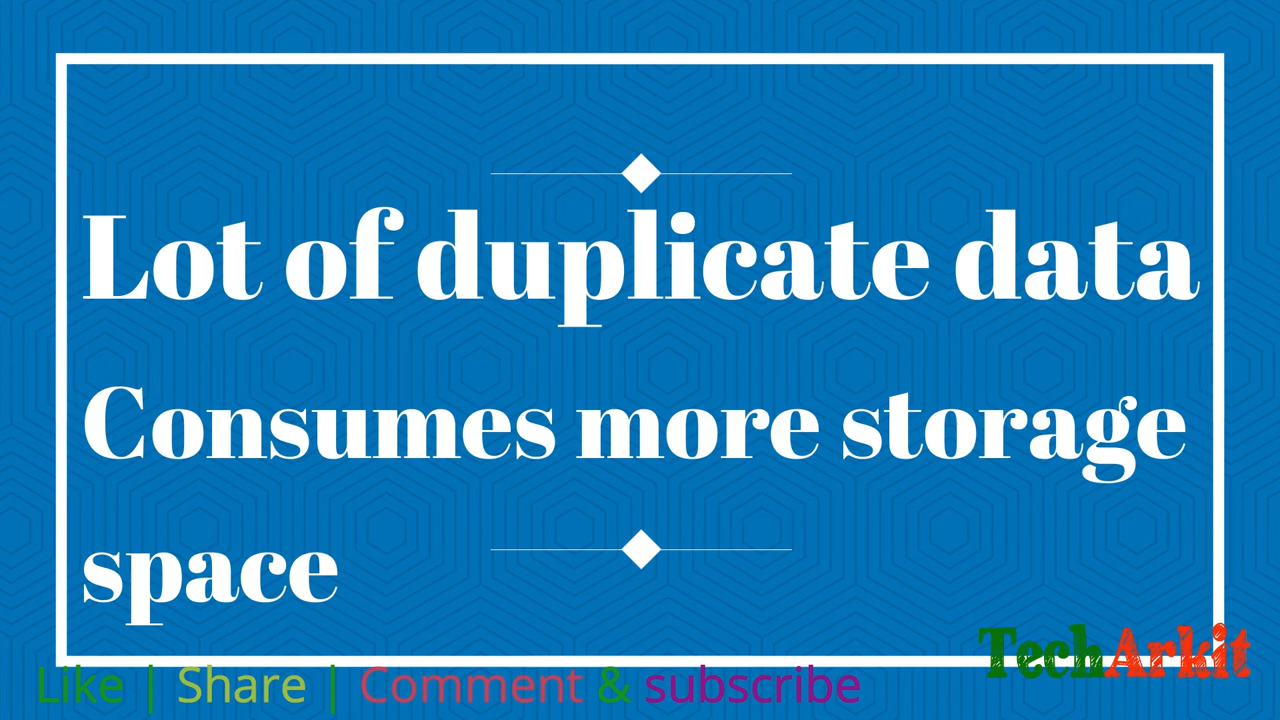 Lot of duplicate data
Consumes more storage
space
TechArkit
Like | Share | Comment & subscribe